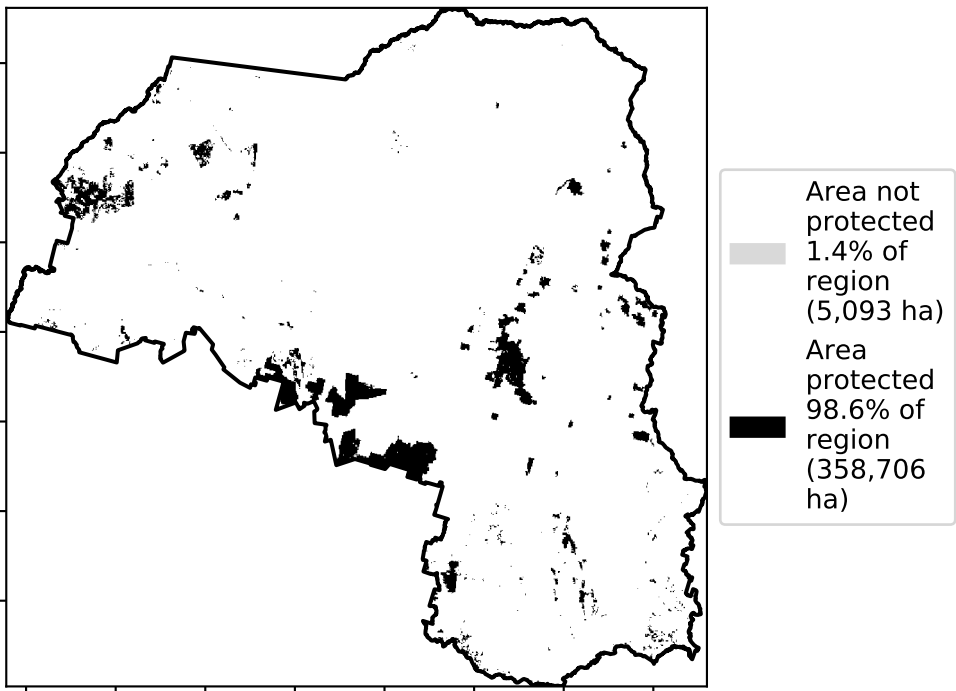 Area not
protected
1.4% of
region
(5,093 ha)
Area
protected
98.6% of
region
(358,706
ha)